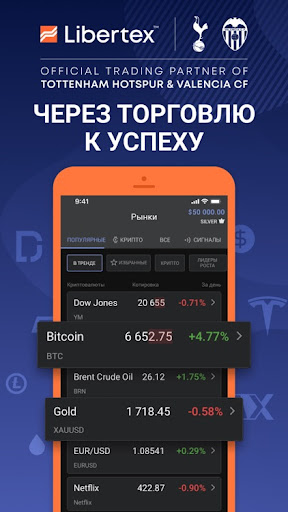 Libertex™
OFFICIAL TRADING PARTNER OF
TOTTENHAM HOTSPUR & VALENCIA CF
ЧЕРЕЗ ТОРГОВЛЮ
К УСПЕХУ
09:41
Рынки
$50 000.00
SILVER
ПОПУЛЯРНЫЕ КРИПТО ВСЕ СИГНАЛЫ
В ТРЕНДЕ ИЗБРАННЫЕ КРИПТО ЛИДЕРЫ РОСТА
Криптовалюты Котировка За день
Dow Jones 20 655 -0.71%
YM
Bitcoin 6 652.75 +4.77%
BTC
Brent Crude Oil 26.12 +1.75%
BRN
Gold 1 718.45 -0.58%
XAUUSD
EUR/USD 1.08541 +0.29%
EURUSD
Netflix 422.87 -0.90%
Netflix